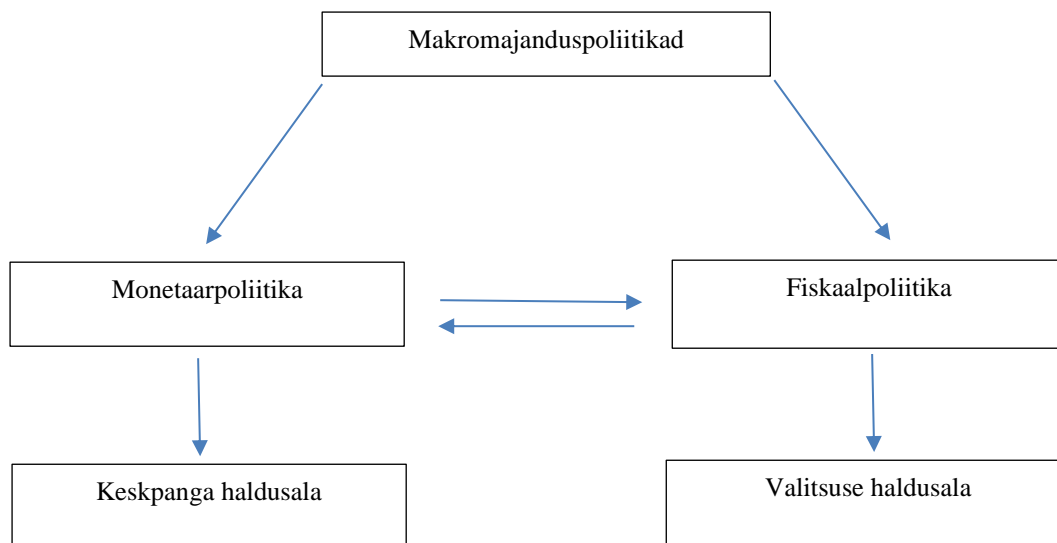 Makromajanduspoliitikad
Monetaarpoliitika
Fiskaalpoliitika
Keskpanga haldusala
Valitsuse haldusala